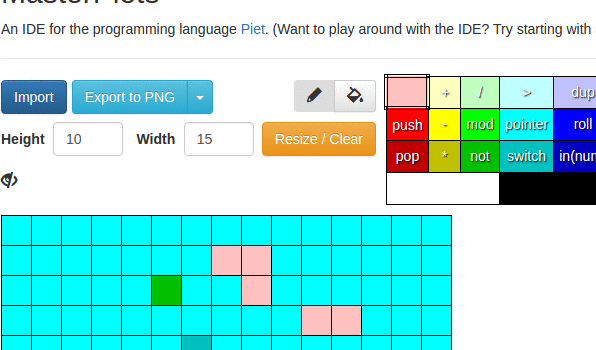 An IDE for the programming language Piet. (Want to play around with the IDE? Try starting with
Import Export to PNG
+ / > dup
push - mod pointer roll
Height 10 Width 15 Resize / Clear
pop * not switch in(num